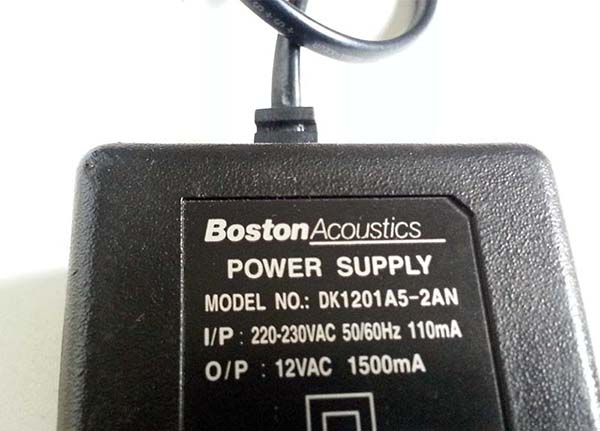 BostonAcoustics
POWER SUPPLY
MODEL NO.: DK1201A5-2AN
I/P : 220-230VAC 50/60Hz 110mA
O/P : 12VAC 1500mA